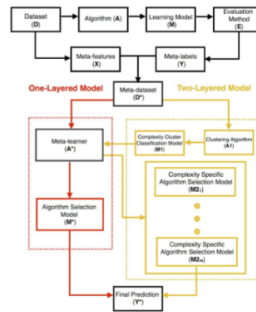 Dataset
(D)
Algorithm (A)
Learning Model
(M)
Evaluation
Method
(E)
Meta-features
(X)
Meta-labels
(Y)
One-Layered Model
Meta-dataset
(D*)
Two-Layered Model
Meta-learner
(A*)
Complexity Cluster
Classification Model
(M1)
Clustering Algorithm
(A1)
Algorithm Selection
Model
(M*)
Complexity Specific
Algorithm Selection Model
(M2₁)
Complexity Specific
Algorithm Selection Model
Final Prediction
(Y*)